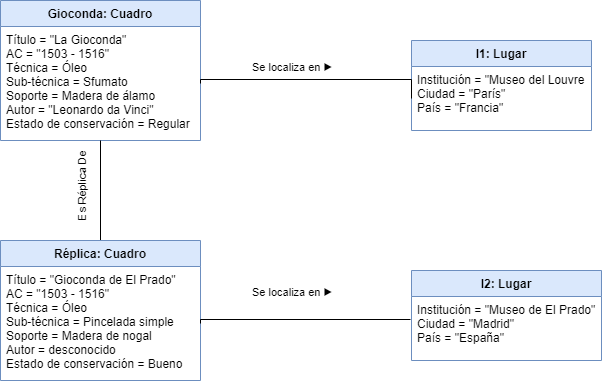 Gioconda: Cuadro
Título = "La Gioconda"
AC = "1503 - 1516"
Técnica = Óleo
Sub-técnica = Sfumato
Soporte = Madera de álamo
Autor = "Leonardo da Vinci"
Estado de conservación = Regular
Se localiza en ▶
I1: Lugar
Institución = "Museo del Louvre
Ciudad = "París"
País = "Francia"
E s Réplica De
Réplica: Cuadro
Título = "Gioconda de El Prado"
AC = "1503 - 1516"
Técnica = Óleo
Sub-técnica = Pincelada simple
Soporte = Madera de nogal
Autor = desconocido
Estado de conservación = Bueno
Se localiza en ▶
I2: Lugar
Institución = "Museo de El Prado"
Ciudad = "Madrid"
País = "España"